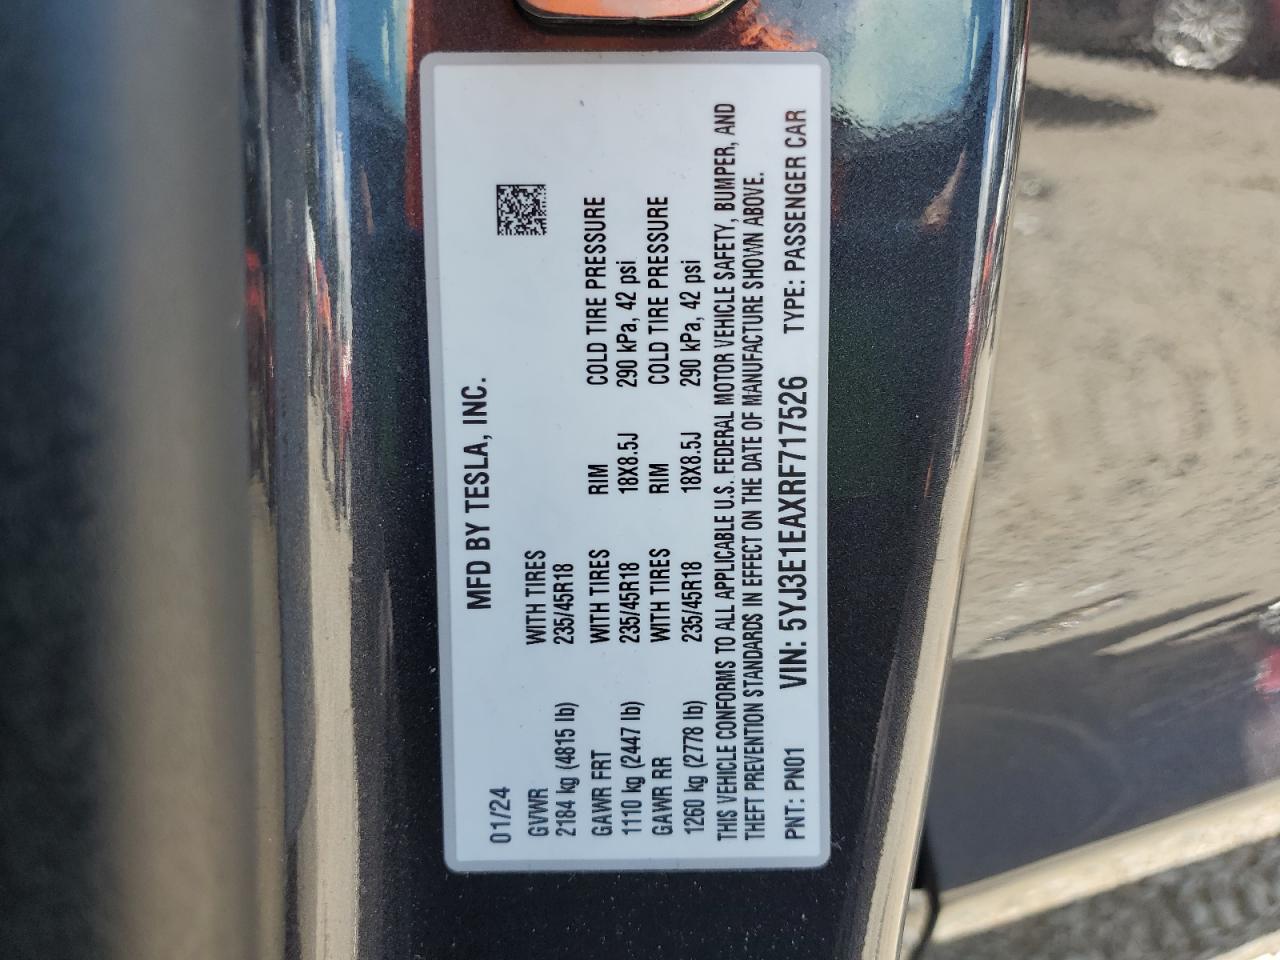 MFD BY TESLA, INC.
01/24
GVWR WITH TIRES
2184 kg (4815 lb) 235/45R18
GAWR FRT WITH TIRES RIM COLD TIRE PRESSURE
1110 kg (2447 lb) 235/45R18 18X8.5J 290 kPa, 42 psi
GAWR RR WITH TIRES RIM COLD TIRE PRESSURE
1260 kg (2778 lb) 235/45R18 18X8.5J 290 kPa, 42 psi
THIS VEHICLE CONFORMS TO ALL APPLICABLE U.S. FEDERAL MOTOR VEHICLE SAFETY, BUMPER, AND
THEFT PREVENTION STANDARDS IN EFFECT ON THE DATE OF MANUFACTURE SHOWN ABOVE.
PNT: PN01 VIN: 5YJ3E1EAXRF717526 TYPE: PASSENGER CAR